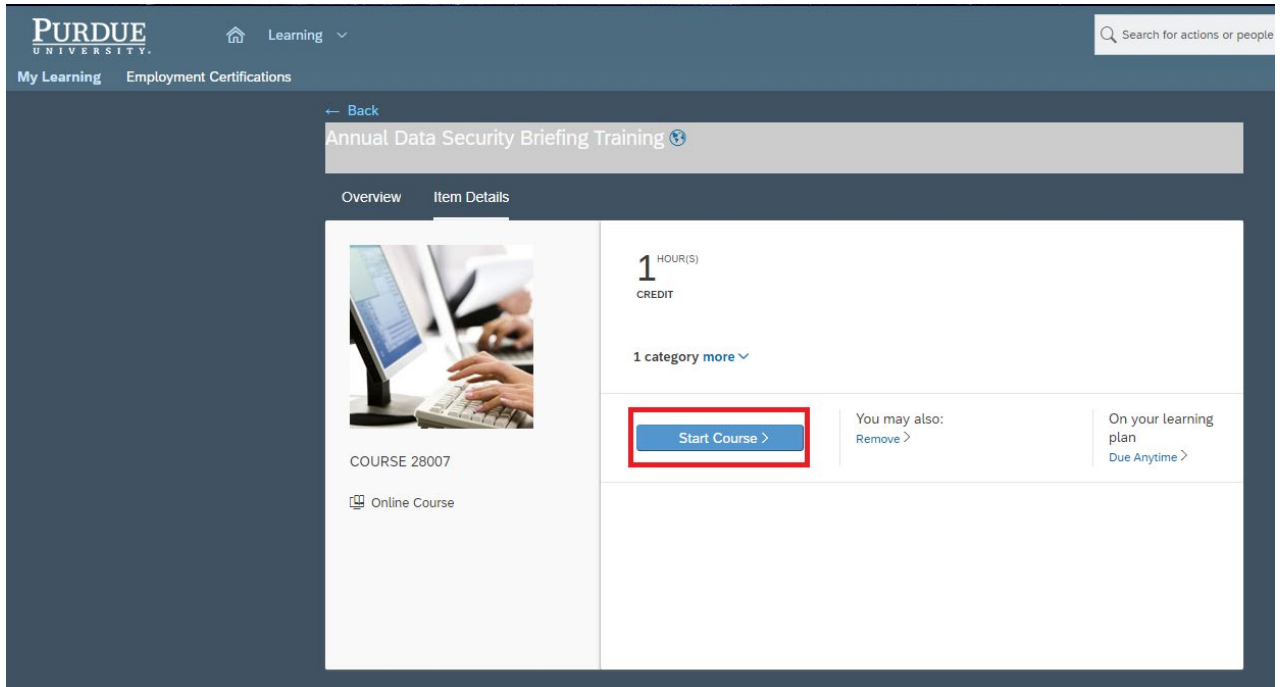 PURDUE
UNIVERSITY.
Learning
Search for actions or people
My Learning Employment Certifications
← Back
Annual Data Security Briefing Training
Overview Item Details
1 HOUR(S)
CREDIT
1 category more
Start Course >
You may also:
Remove >
On your learning
plan
Due Anytime >
COURSE 28007
Online Course